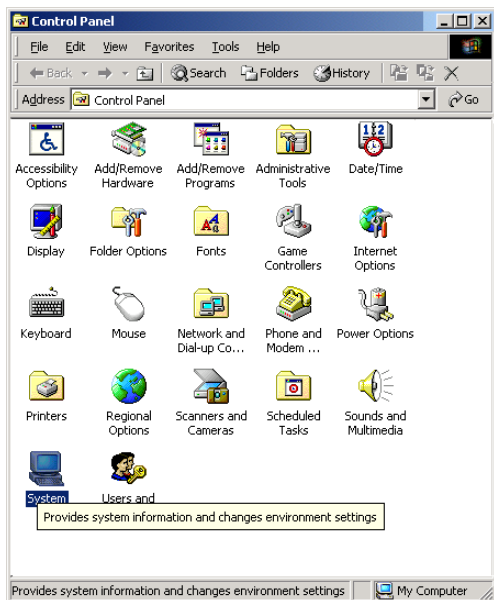 Control Panel
File Edit View Favorites Tools Help
Back Search Folders History
Address Control Panel Go
Accessibility Options
Add/Remove Hardware
Add/Remove Programs
Administrative Tools
Date/Time
12
Display
Folder Options
Fonts
Game Controllers
Internet Options
Keyboard
Mouse
Network and Dial-up Co...
Phone and Modem ...
Power Options
Printers
Regional Options
Scanners and Cameras
Scheduled Tasks
Sounds and Multimedia
System
Users and
Provides system information and changes environment settings
Provides system information and changes environment settings My Computer